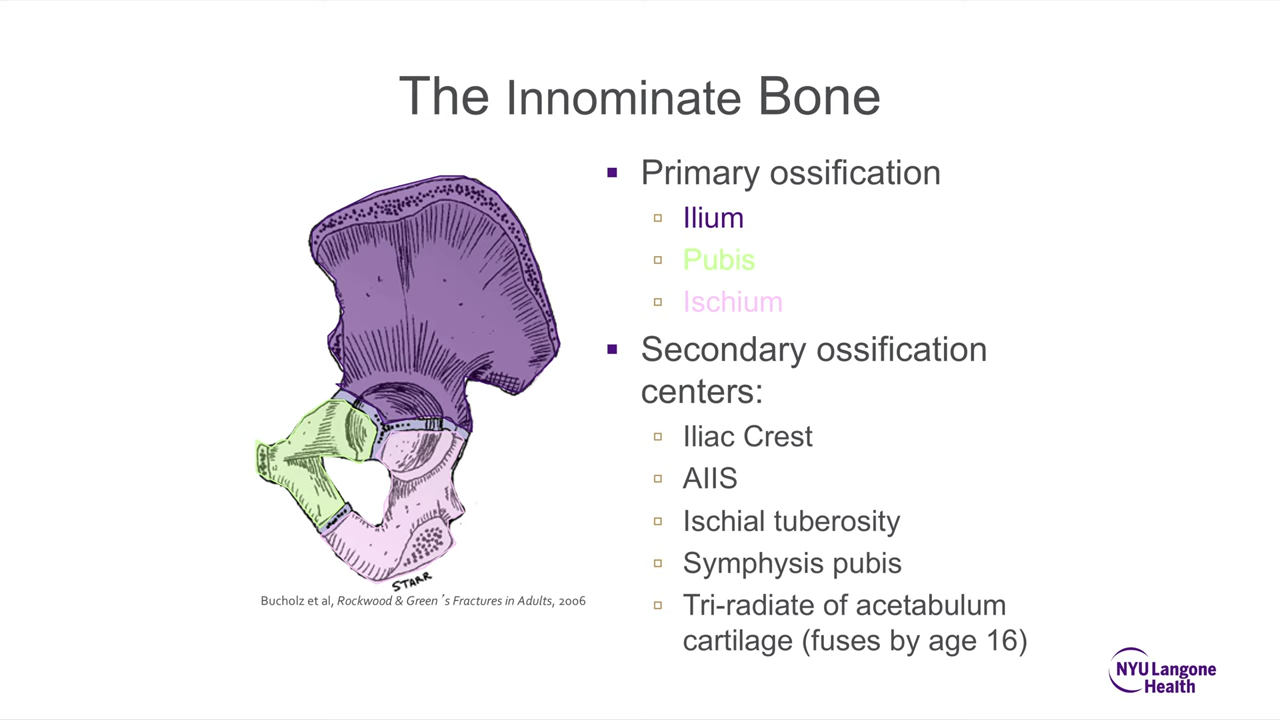 The Innominate Bone
Primary ossification
Ilium
Pubis
Ischium
Secondary ossification
centers:
Iliac Crest
AIIS
Ischial tuberosity
Symphysis pubis
Tri-radiate of acetabulum
cartilage (fuses by age 16)
STARR
Bucholz et al, Rockwood & Green´s Fractures in Adults, 2006
NYU Langone
Health